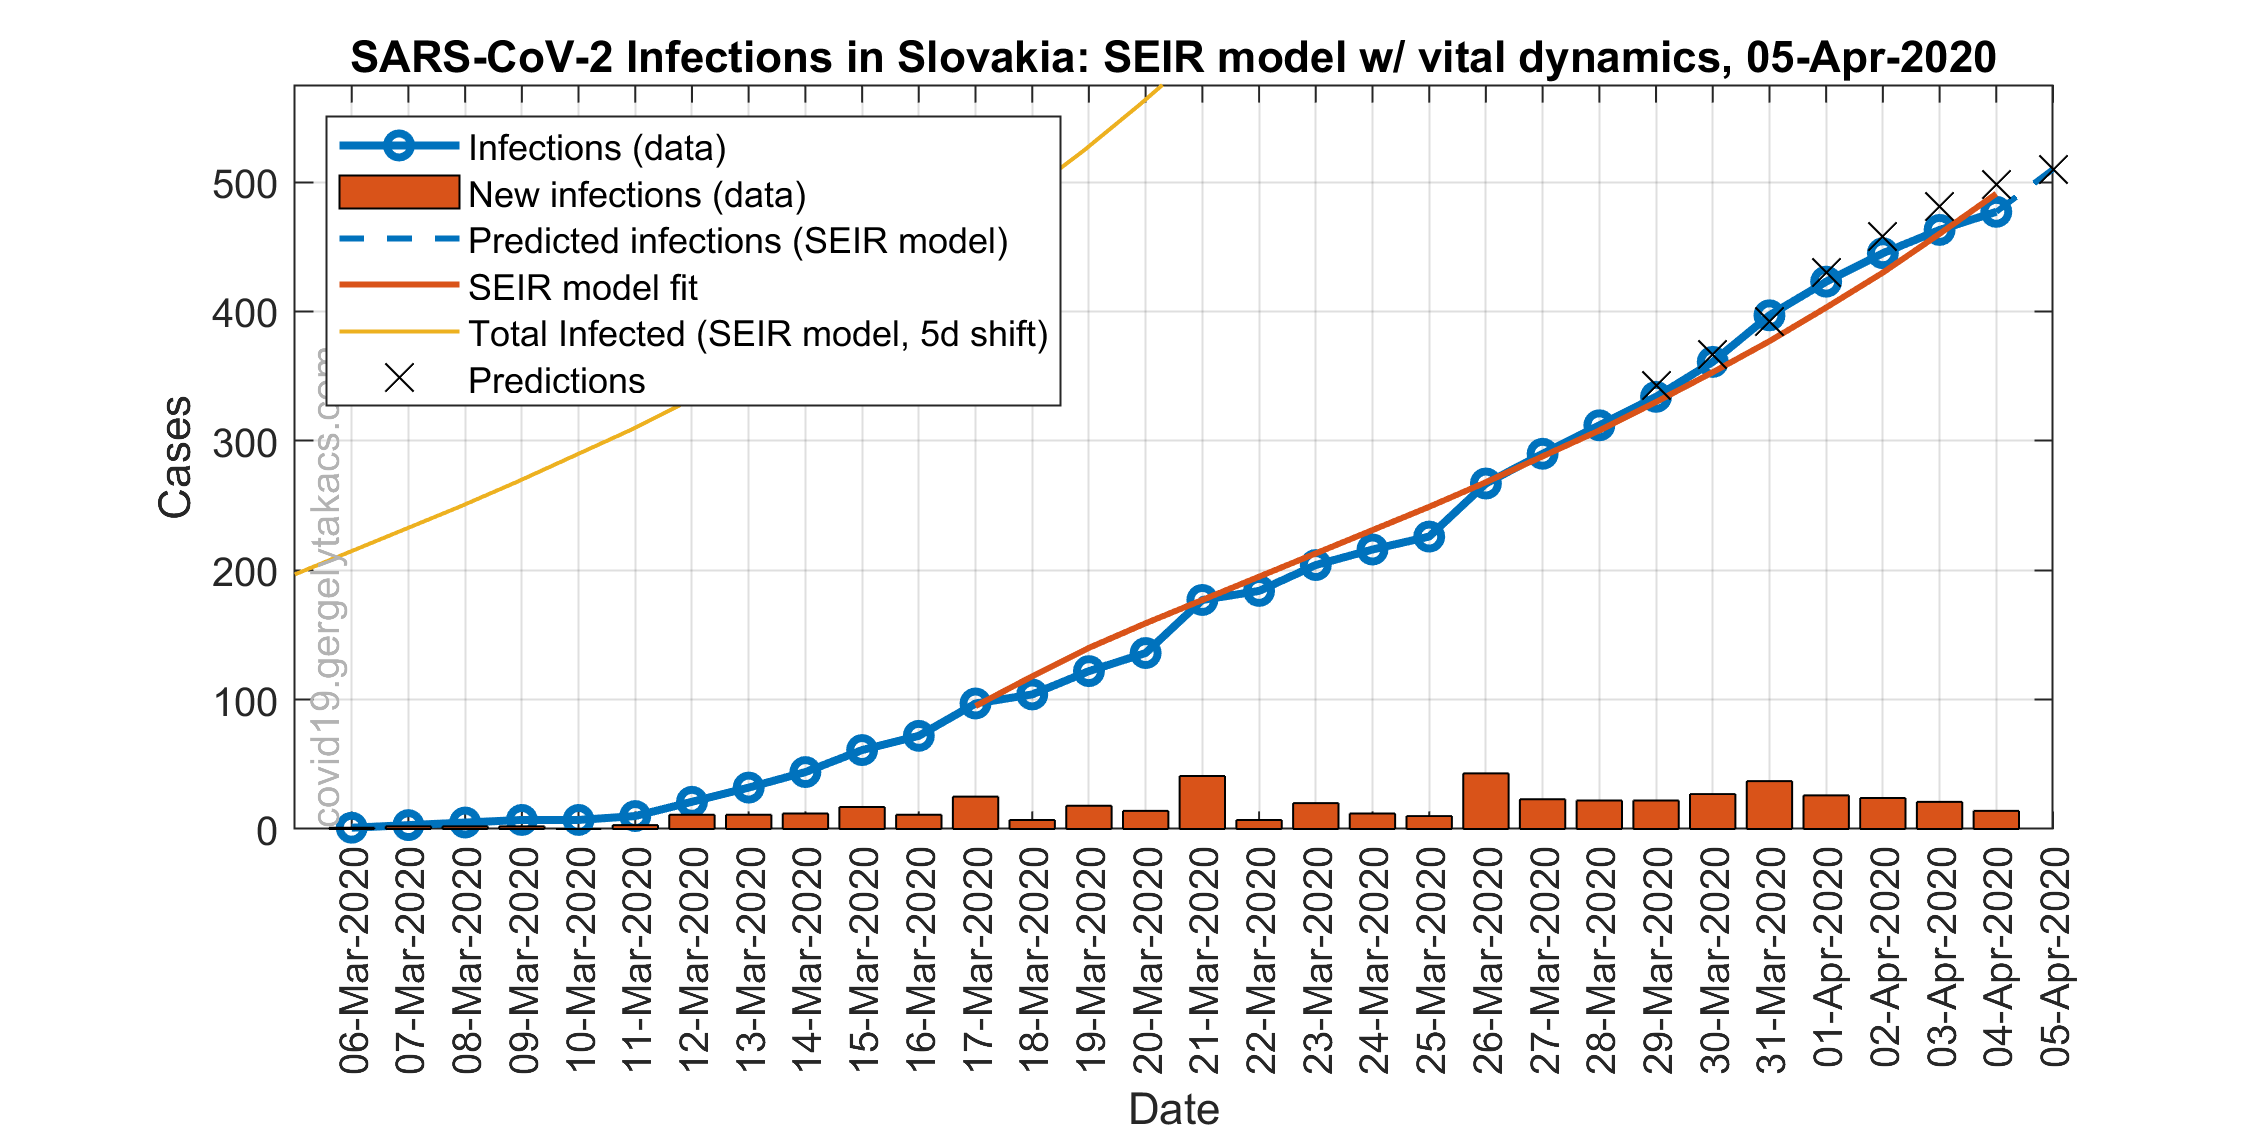 SARS-CoV-2 Infections in Slovakia: SEIR model w/ vital dynamics, 05-Apr-2020
Infections (data)
New infections (data)
Predicted infections (SEIR model)
SEIR model fit
Total Infected (SEIR model, 5d shift)
Predictions
covid19.gergelytakacs.com
Cases
500
400
300
200
100
0
06-Mar-2020
07-Mar-2020
08-Mar-2020
09-Mar-2020
10-Mar-2020
11-Mar-2020
12-Mar-2020
13-Mar-2020
14-Mar-2020
15-Mar-2020
16-Mar-2020
17-Mar-2020
18-Mar-2020
19-Mar-2020
20-Mar-2020
21-Mar-2020
22-Mar-2020
23-Mar-2020
24-Mar-2020
25-Mar-2020
26-Mar-2020
27-Mar-2020
28-Mar-2020
29-Mar-2020
30-Mar-2020
31-Mar-2020
01-Apr-2020
02-Apr-2020
03-Apr-2020
04-Apr-2020
05-Apr-2020
Date